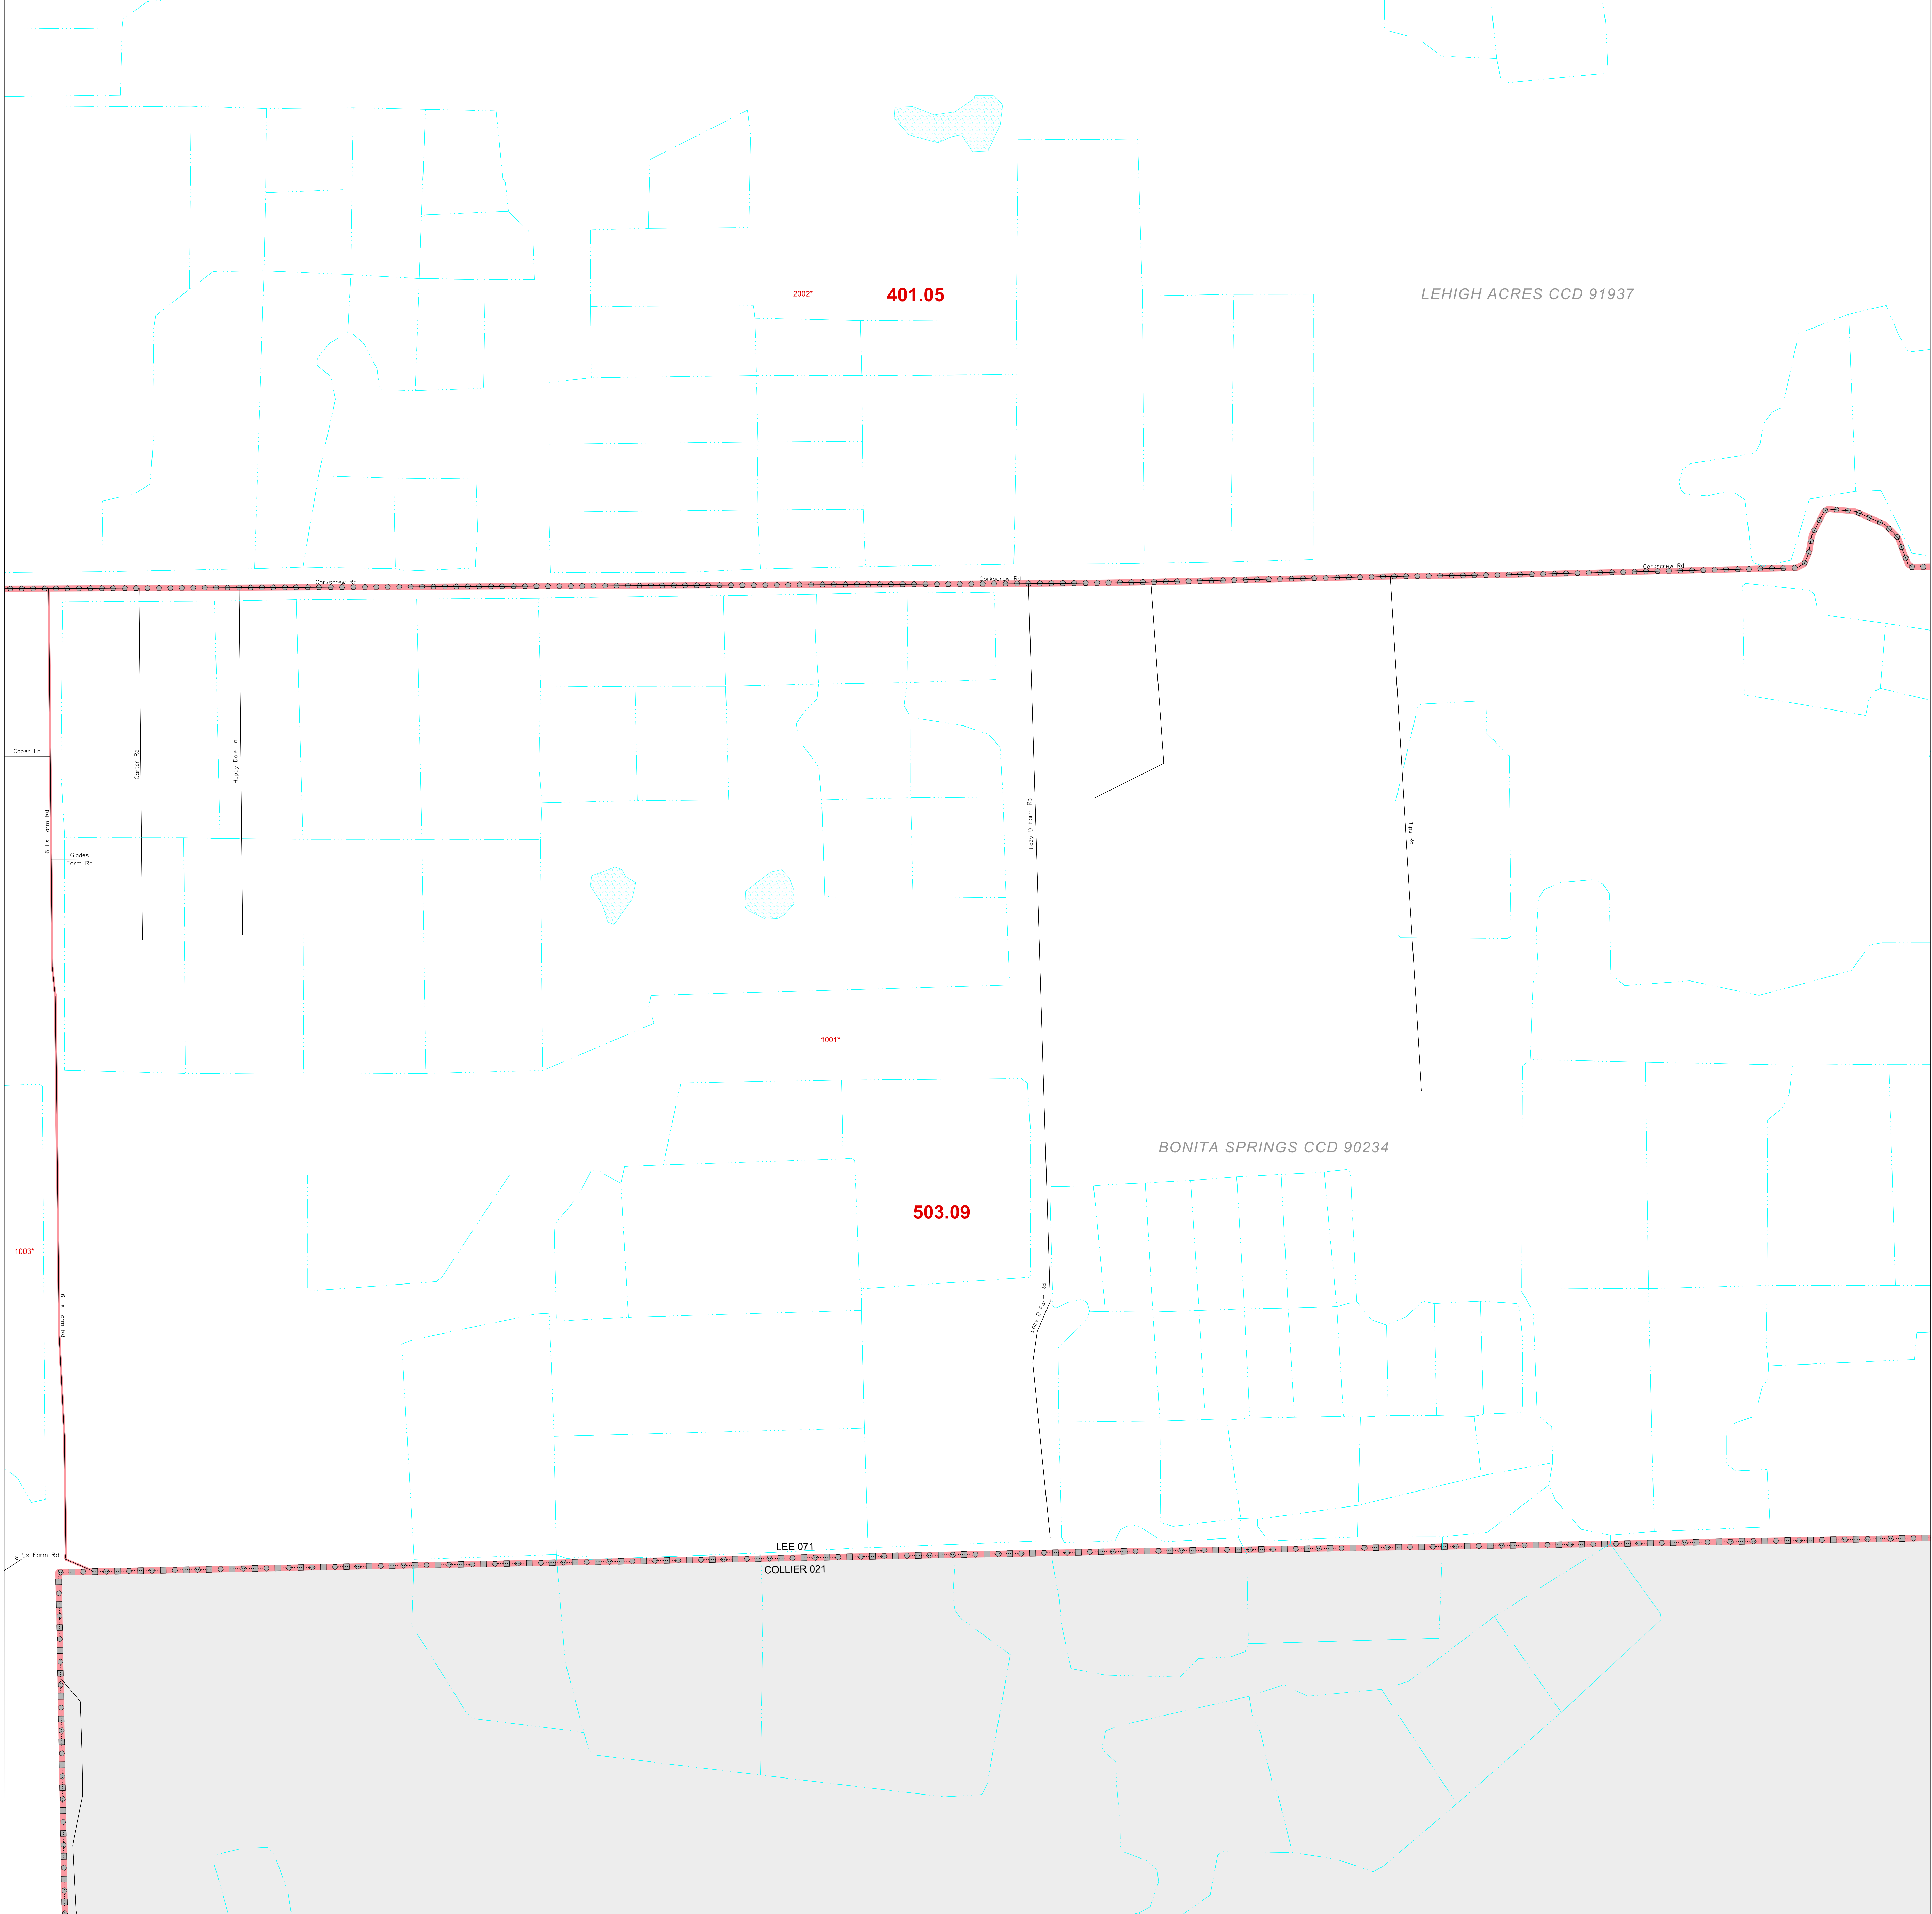 2002*
401.05
LEHIGH ACRES CCD 91937
Corkscrew Rd
Corkscrew Rd
Corkscrew Rd
Caper Ln
Carter Rd
Happy Dale Ln
6 Ls Farm Rd
Lazy D Farm Rd
Tps Rd
Glades
Farm Rd
1001*
BONITA SPRINGS CCD 90234
503.09
1003*
6 Ls Farm Rd
Lazy D Farm Rd
LEE 071
6 Ls Farm Rd
COLLIER 021